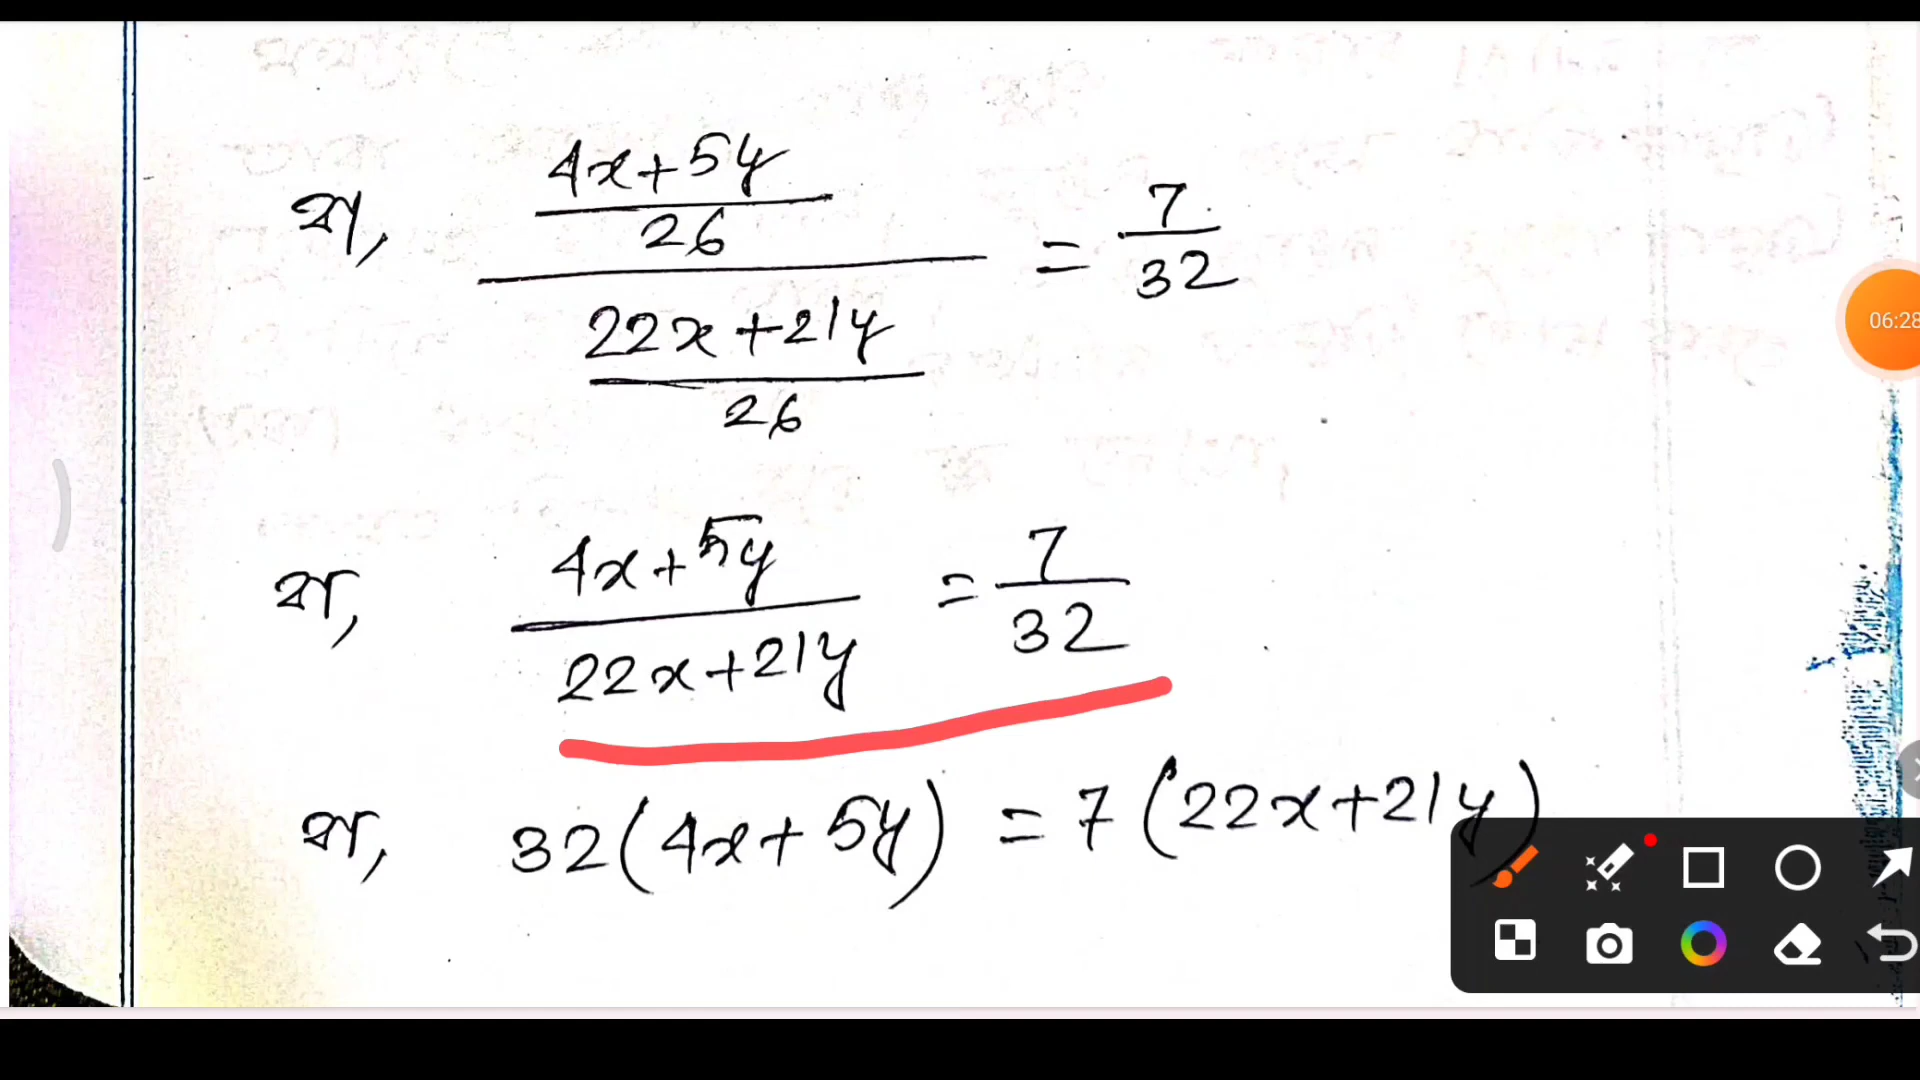 বা, (4x+5y)/26 / (22x+21y)/26 = 7/32
বা, (4x+5y)/(22x+21y) = 7/32
বা, 32(4x+5y) = 7(22x+21y)
06:28